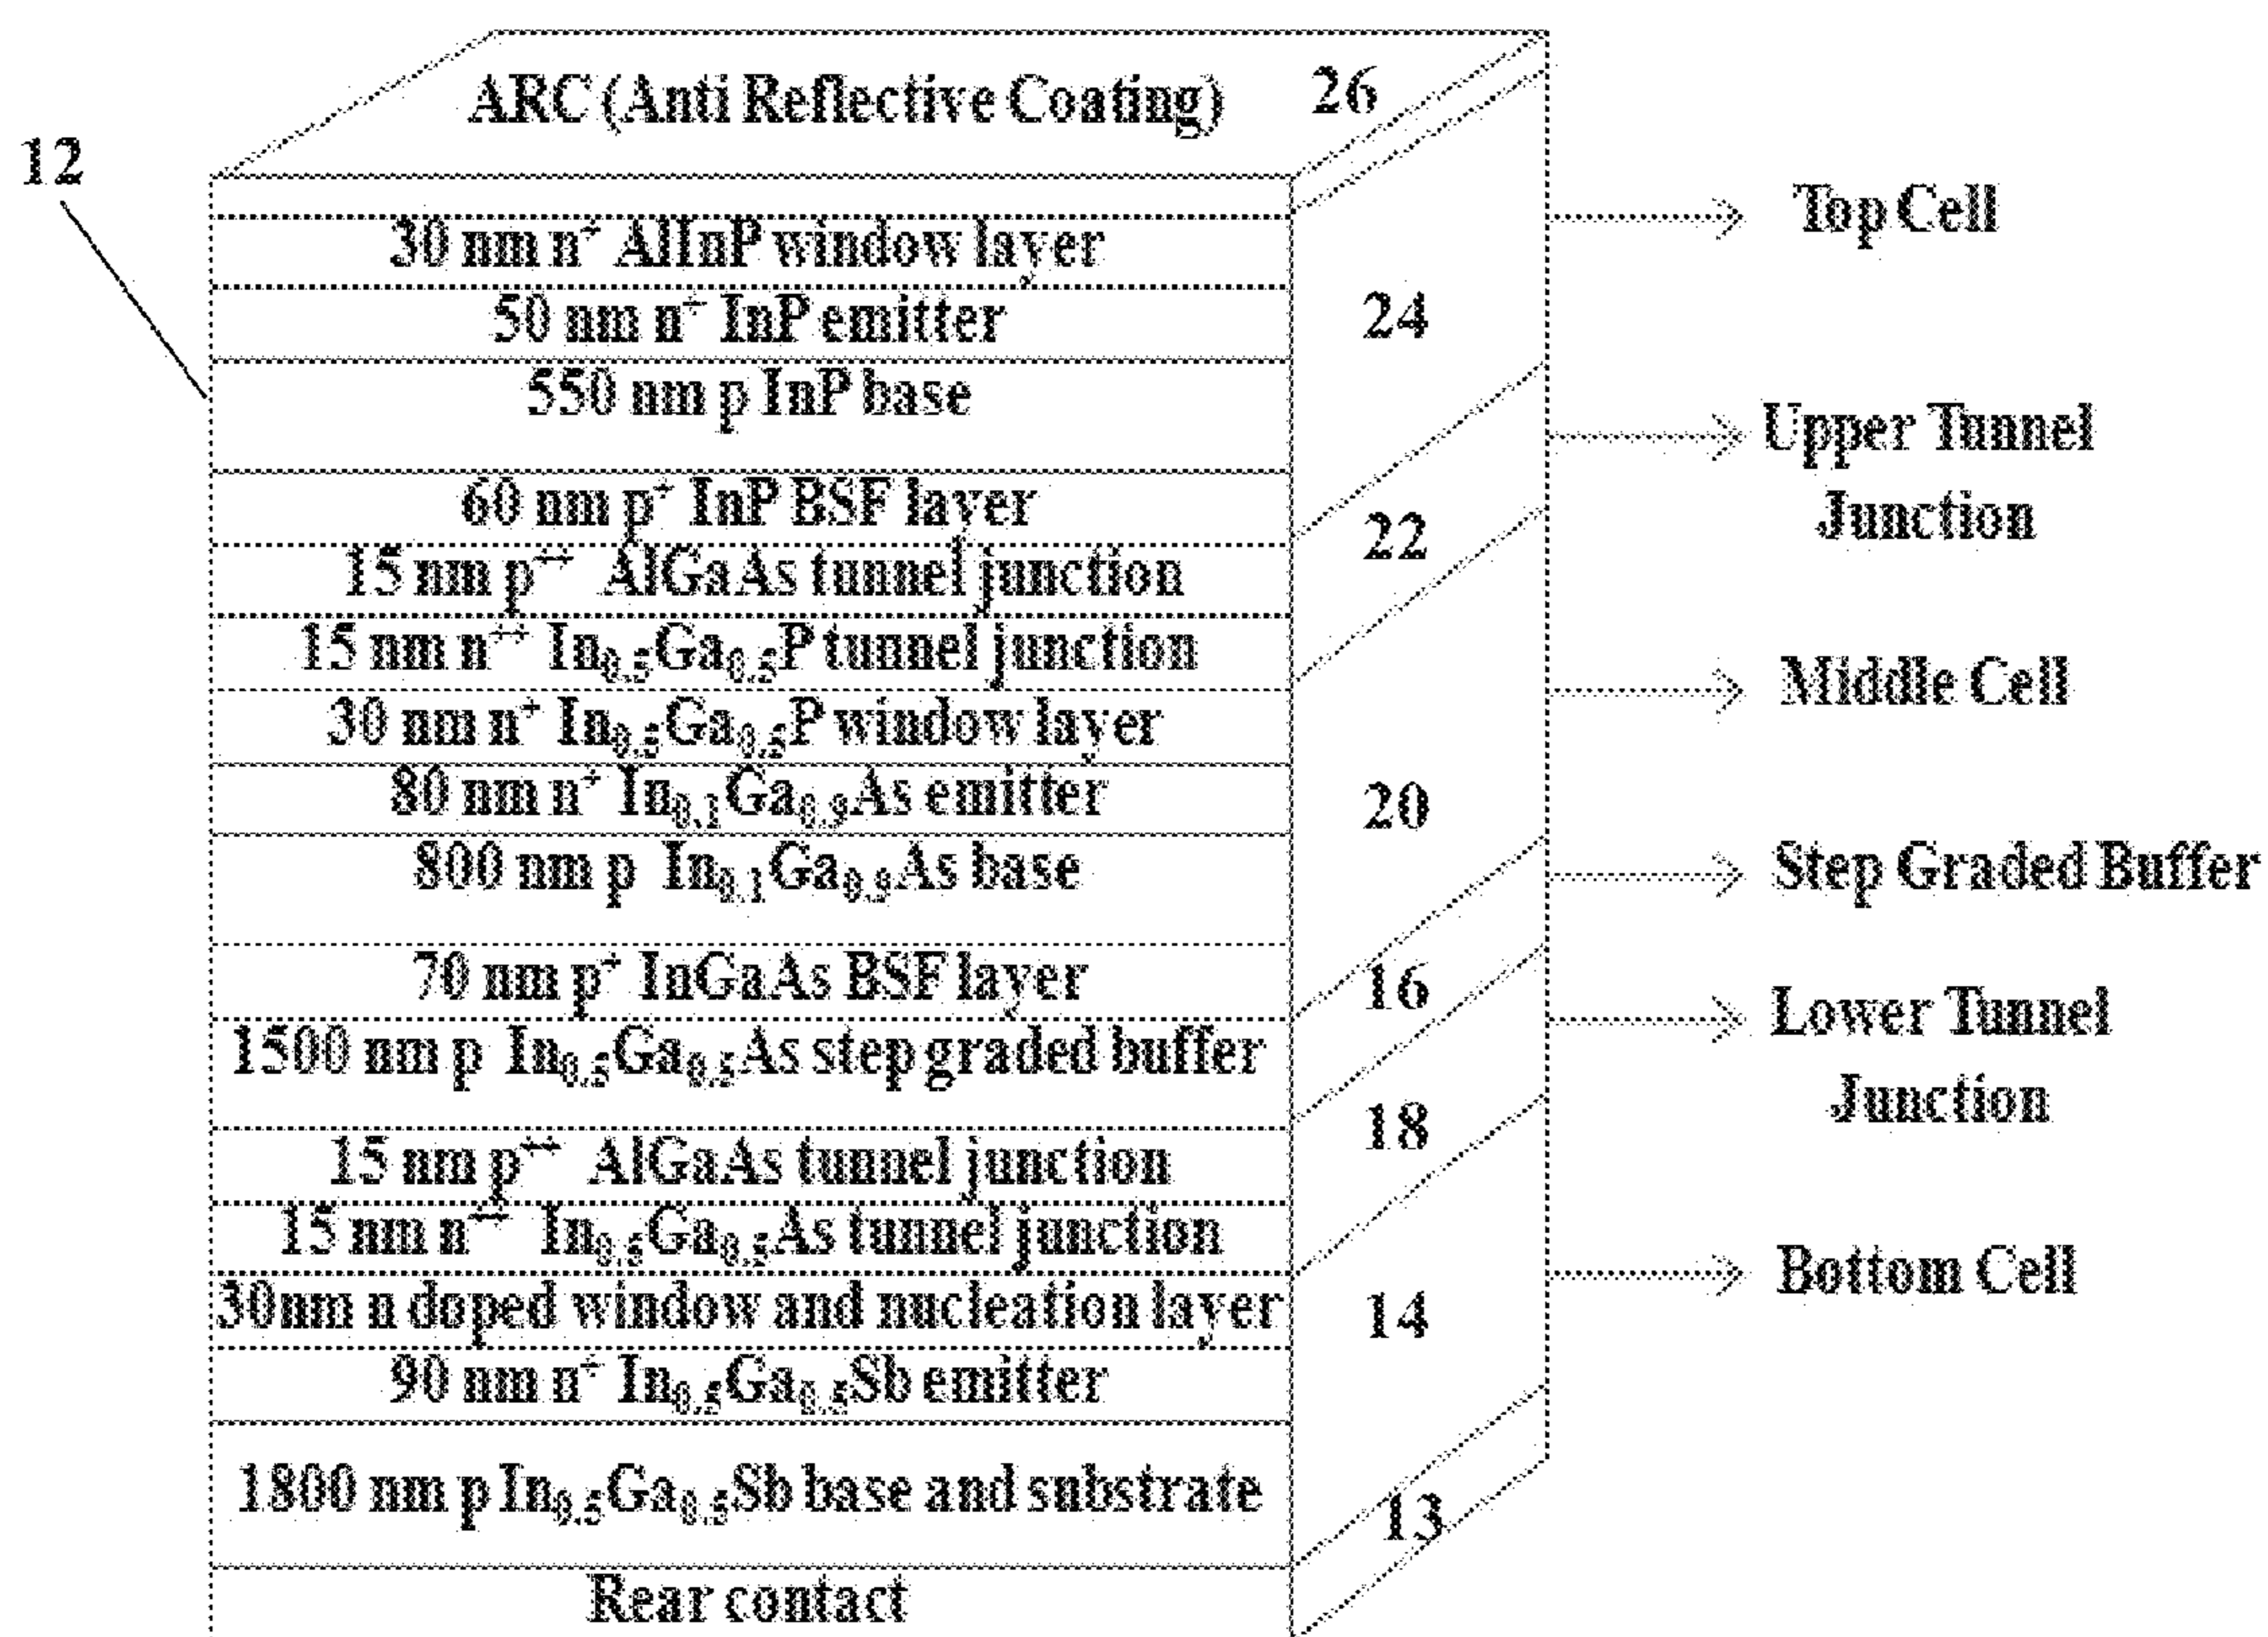 ARC (Anti Reflective Coating) 26
12
30 nm n⁺ AlInP window layer
50 nm n⁺ InP emitter
550 nm p InP base
60 nm p⁺ InP BSF layer
15 nm p⁺⁺ AlGaAs tunnel junction
15 nm n⁺⁺ In₀.₅Ga₀.₅P tunnel junction
30 nm n⁺ In₀.₅Ga₀.₅P window layer
80 nm n⁺ In₀.₁Ga₀.₉As emitter
800 nm p In₀.₁Ga₀.₉As base
70 nm p⁺ InGaAs BSF layer
1500 nm p In₀.₅Ga₀.₅As step graded buffer
15 nm p⁺⁺ AlGaAs tunnel junction
15 nm n⁺⁺ In₀.₅Ga₀.₅As tunnel junction
30nm n doped window and nucleation layer
90 nm n⁺ In₀.₅Ga₀.₅Sb emitter
1800 nm p In₀.₅Ga₀.₅Sb base and substrate
Rear contact
24
22
20
16
18
14
13
Top Cell
Upper Tunnel
Junction
Middle Cell
Step Graded Buffer
Lower Tunnel
Junction
Bottom Cell